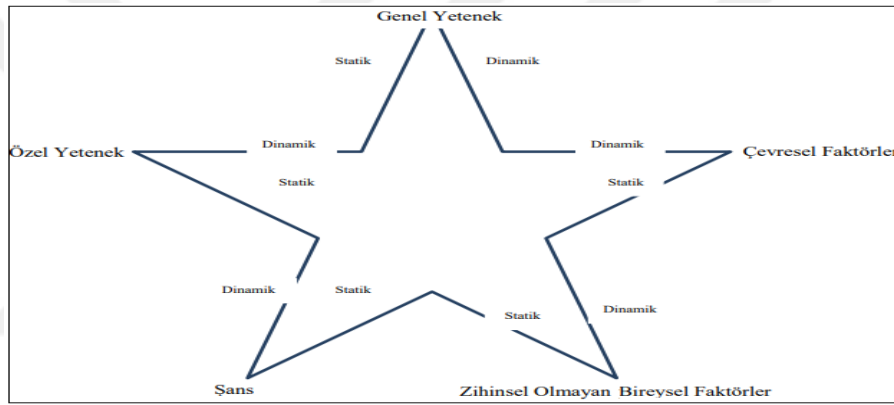 Genel Yetenek
Statik
Dinamik
Özel Yetenek
Dinamik
Dinamik
Çevresel Faktörler
Statik
Statik
Dinamik
Statik
Statik
Dinamik
Şans
Zihinsel Olmayan Bireysel Faktörler